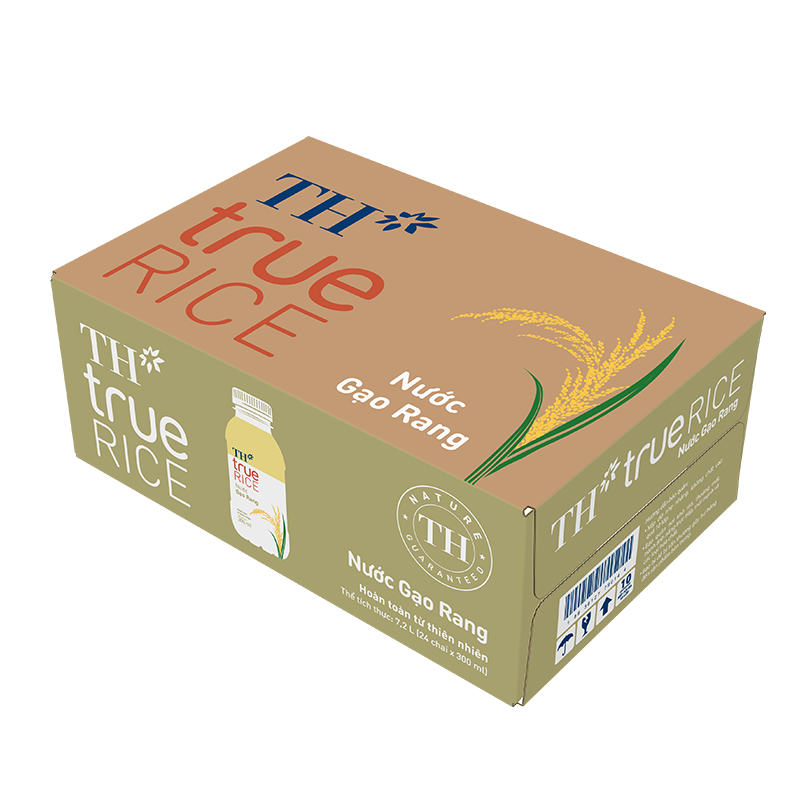 TH
true
RICE
Nước
Gạo Rang
TH
true
RICE
TH
true
RICE
Nước
Gạo Rang
NATURE
TH
GUARANTEED
Nước Gạo Rang
Hoàn toàn từ thiên nhiên
Thể tích thực: 7,2 L (24 chai x 300 ml)
TH true RICE
Nước Gạo Rang
10